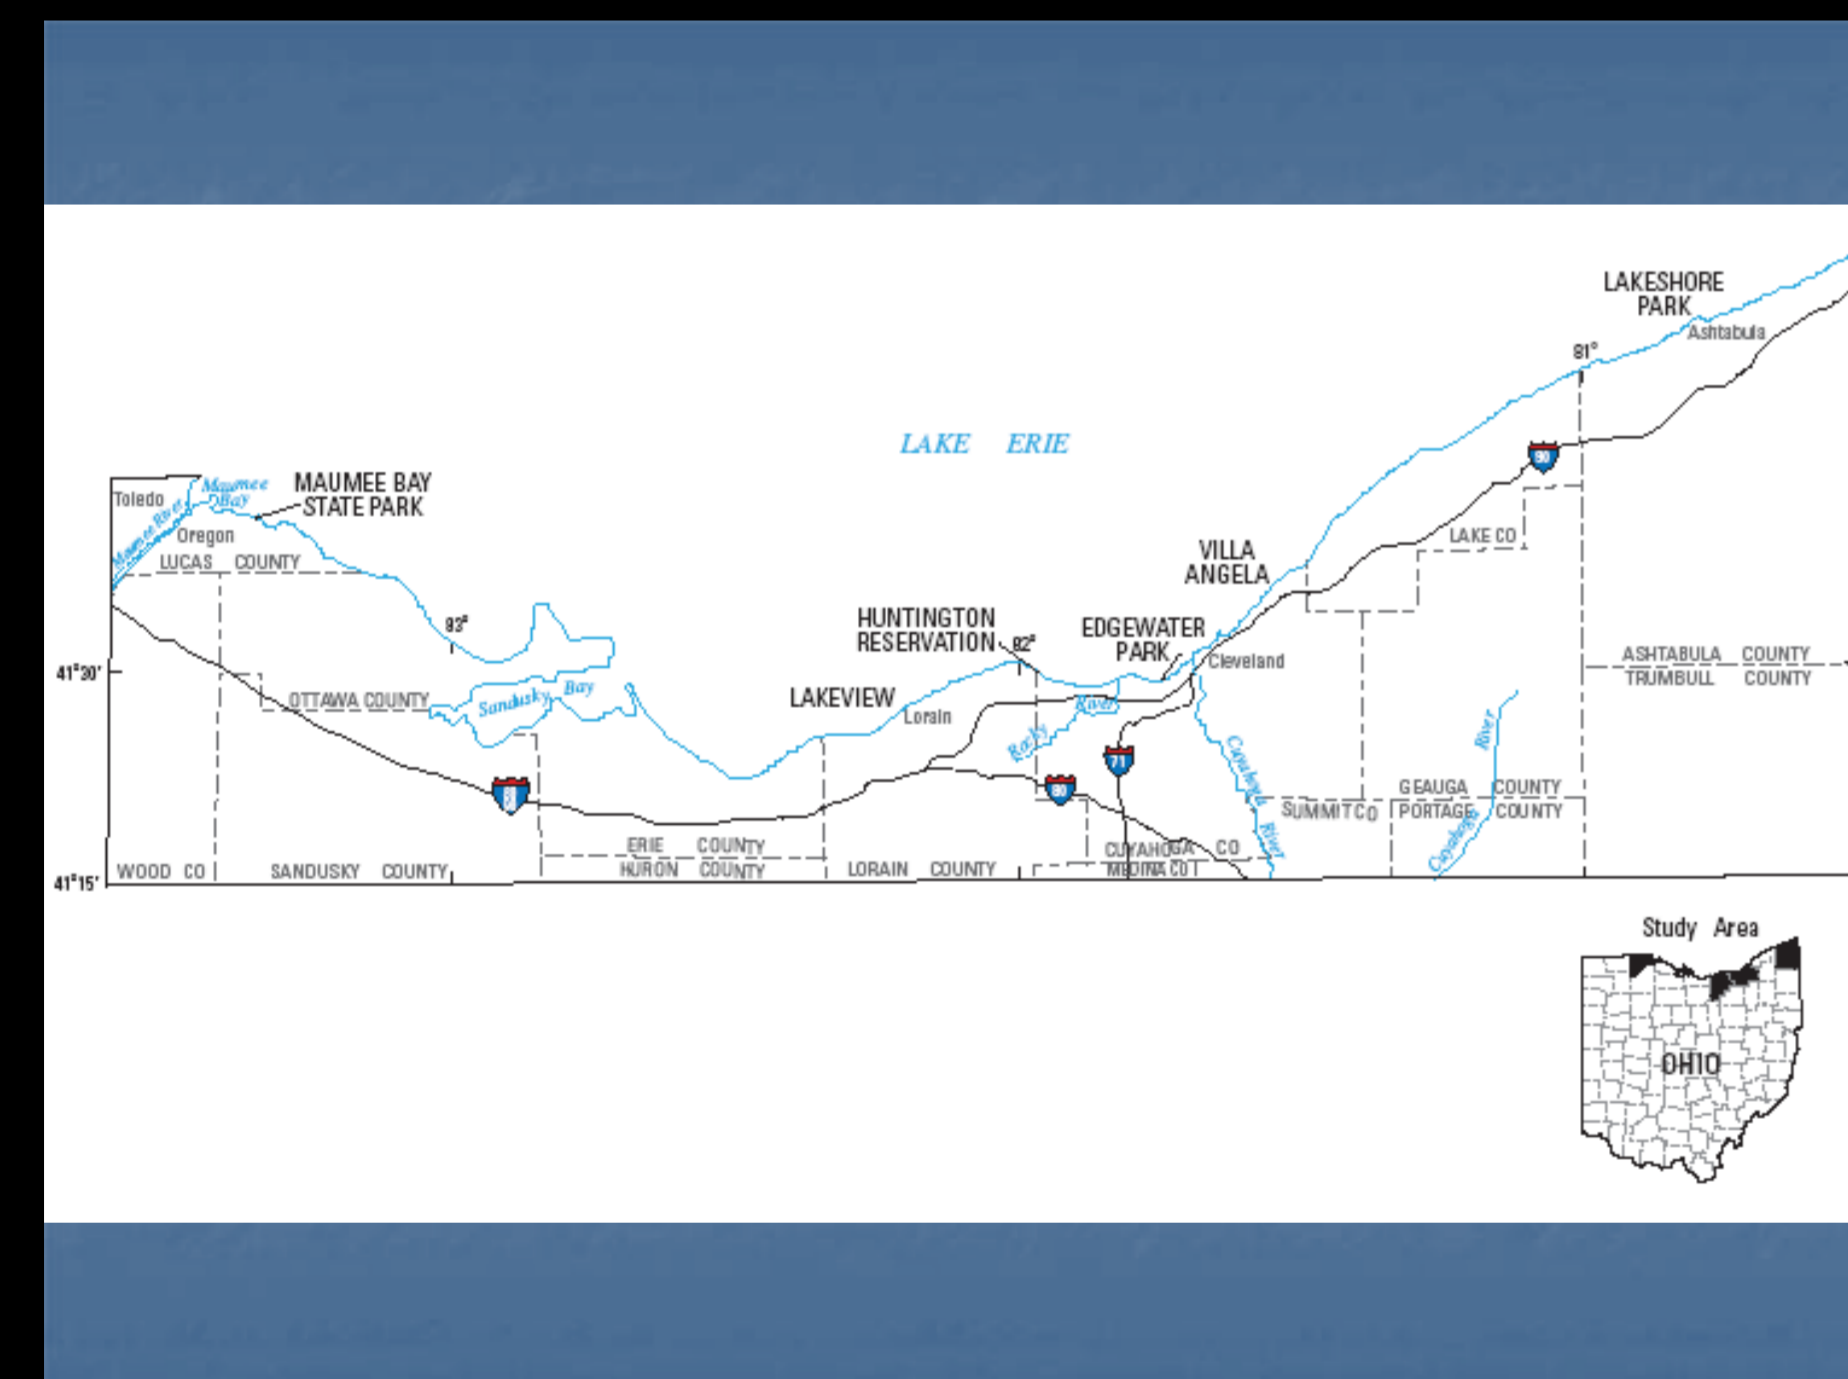 LAKESHORE
PARK
Ashtabula
81°
LAKE ERIE
90
MAUMEE BAY
STATE PARK
Maumee
Bay
Toledo
Maumee River
Oregon
LUCAS COUNTY
LAKE CO
VILLA
ANGELA
83°
HUNTINGTON
RESERVATION
82°
EDGEWATER
PARK
Cleveland
41°30'
ASHTABULA COUNTY
TRUMBULL COUNTY
OTTAWA COUNTY
Sandusky Bay
LAKEVIEW
Lorain
Rocky River
Cuyahoga River
Cuyahoga River
71
80
GEAUGA COUNTY
SUMMIT CO
PORTAGE COUNTY
ERIE COUNTY
CUYAHOGA CO
WOOD CO
SANDUSKY COUNTY
HURON COUNTY
LORAIN COUNTY
MEDINA CO
41°15'
Study Area
OHIO